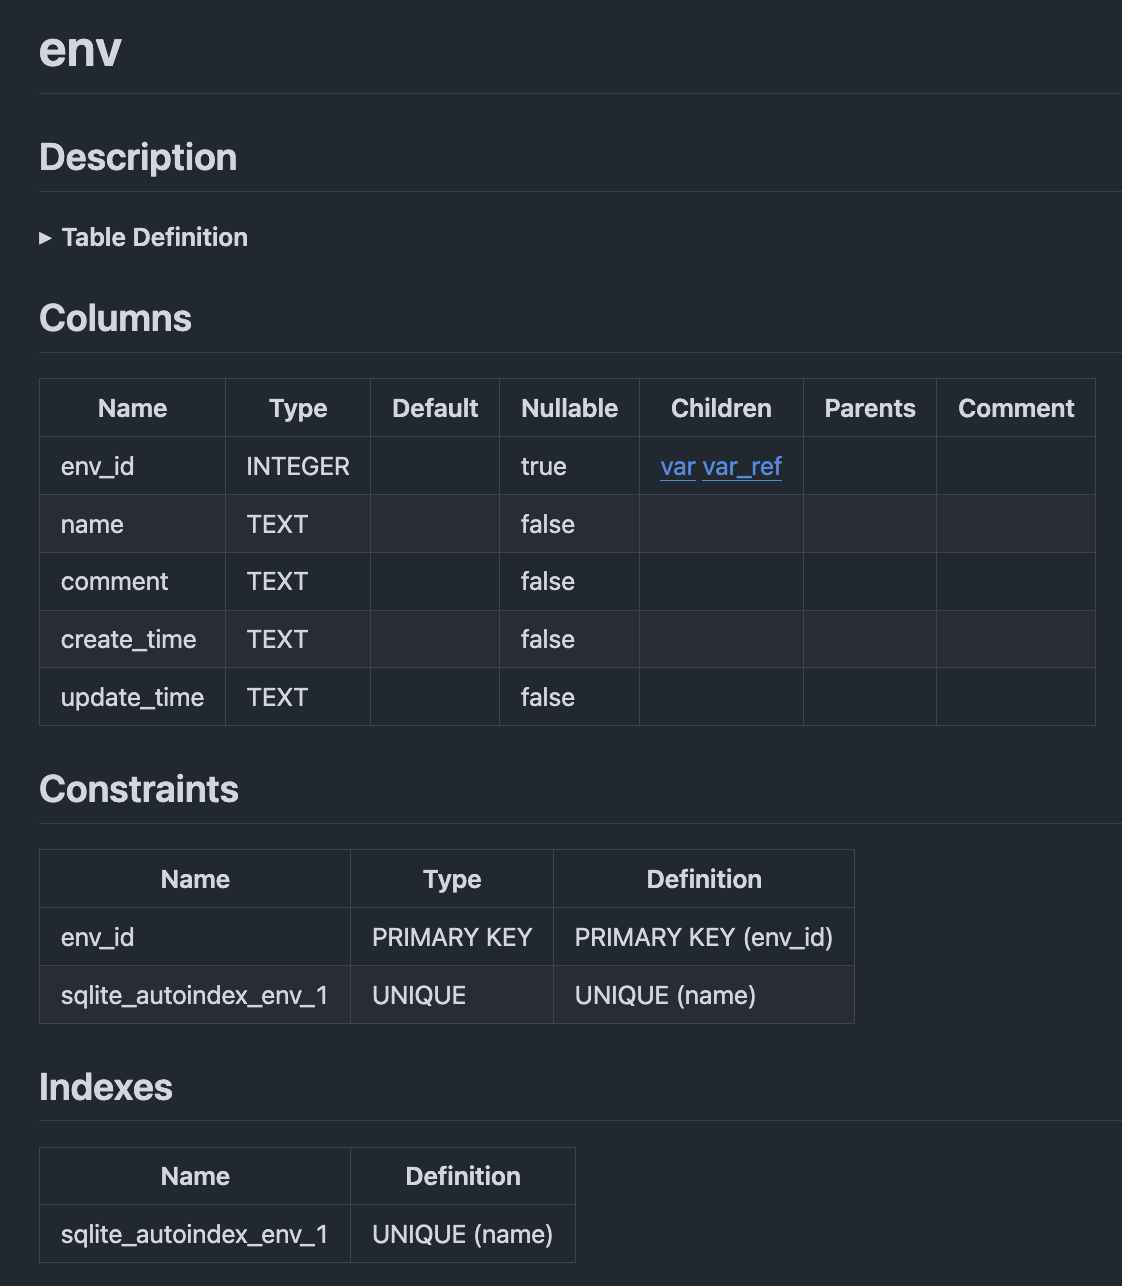 env
Description
▸ Table Definition
Columns
Name Type Default Nullable Children Parents Comment
env_id INTEGER true var var_ref
name TEXT false
comment TEXT false
create_time TEXT false
update_time TEXT false
Constraints
Name Type Definition
env_id PRIMARY KEY PRIMARY KEY (env_id)
sqlite_autoindex_env_1 UNIQUE UNIQUE (name)
Indexes
Name Definition
sqlite_autoindex_env_1 UNIQUE (name)